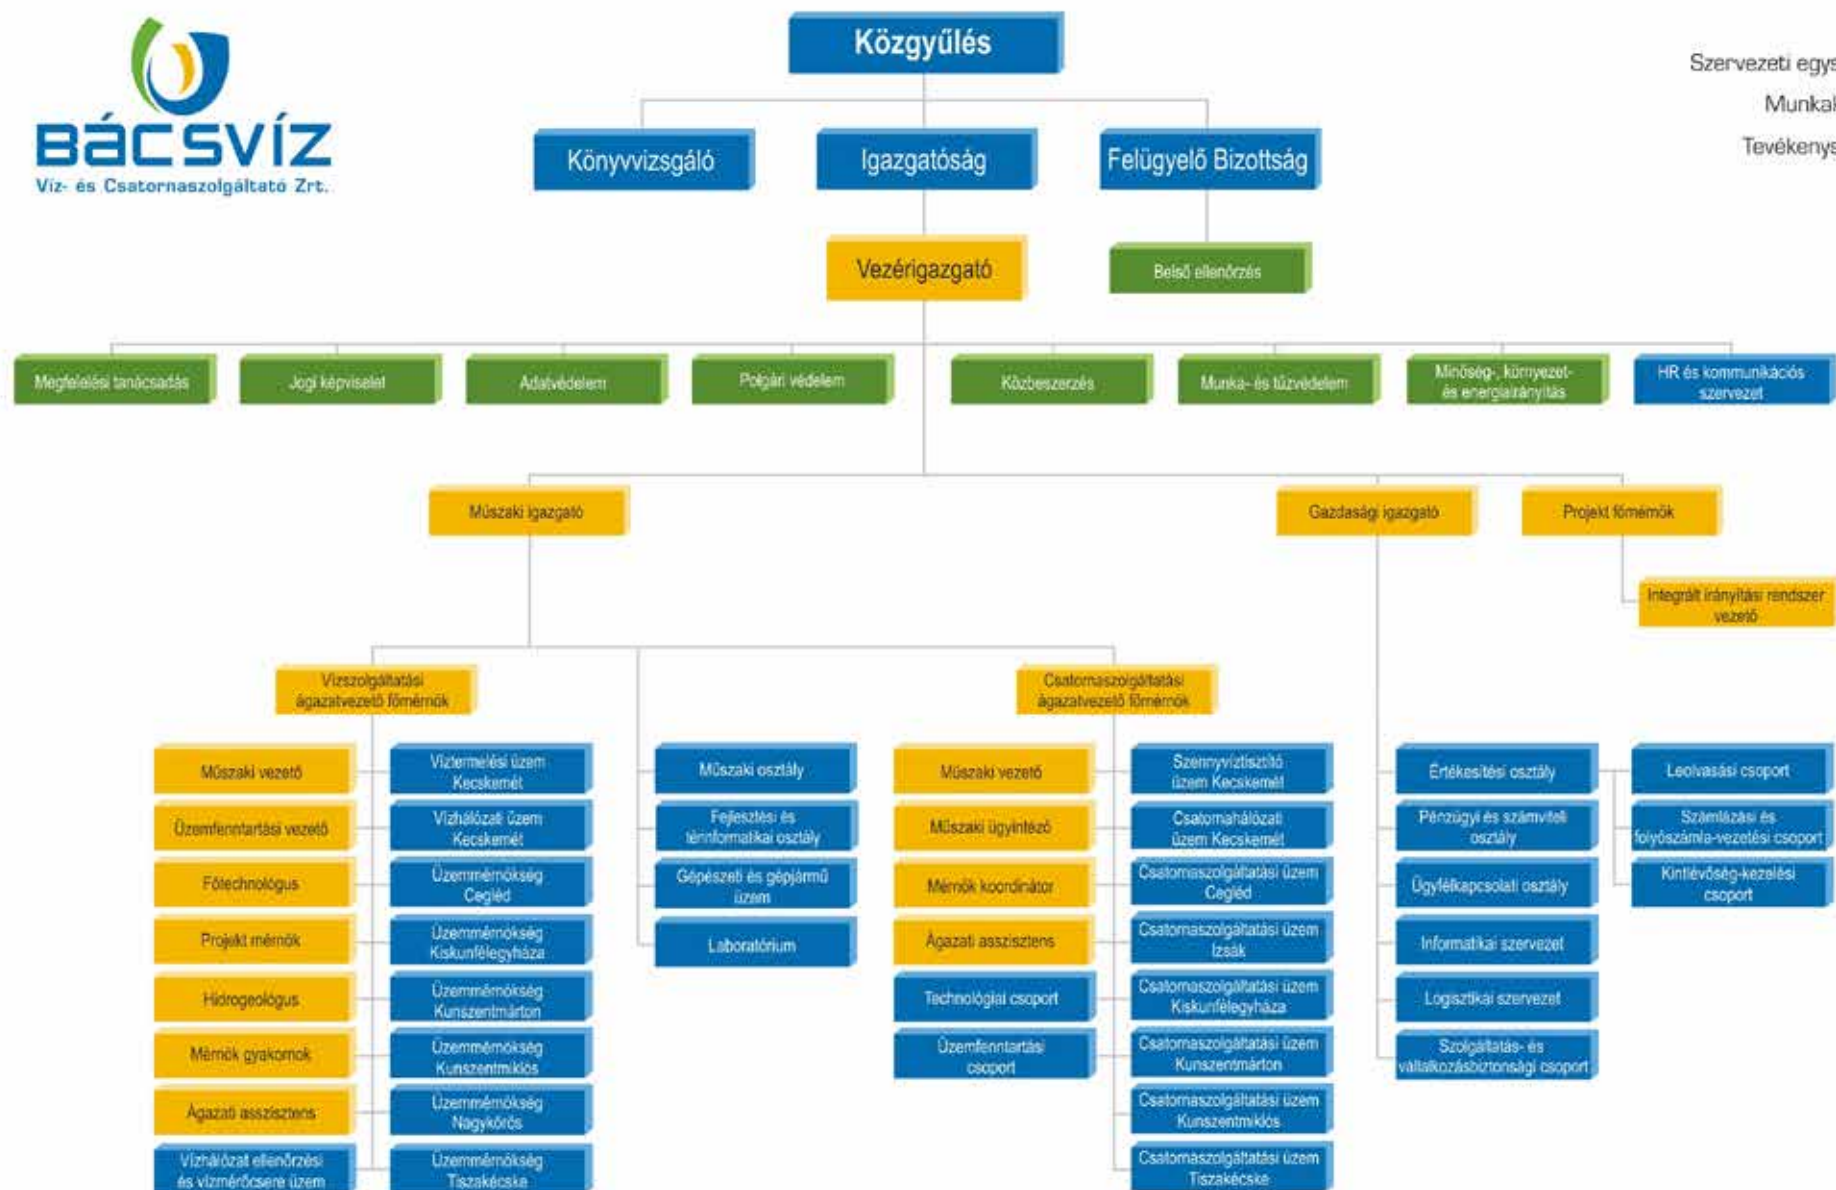 BÁCSVÍZ
Víz- és Csatornaszolgáltató Zrt.
Szervezeti
Közgyűlés
Könyvvizsgáló
Igazgatóság
Felügyelő Bizottság
Vezérigazgató
Belső ellenőrzés
Megfelelési tanácsadás
Jogi képviselet
Adatvédelem
Polgári védelem
Közbeszerzés
Munka- és tűzvédelem
Minőség-, környezet-
és energiairányítás
HR és kommunikációs
szervezet
Műszaki igazgató
Gazdasági igazgató
Projekt főmérnök
Integrált irányítási rendszer
vezető
Vízszolgáltatási
ágazatvezető főmérnök
Csatornaszolgáltatási
ágazatvezető főmérnök
Műszaki vezető
Üzemfenntartási vezető
Főtechnológus
Projekt mérnök
Hidrogeológus
Mérnök gyakornok
Ágazati asszisztens
Vízhálózat ellenőrzési
és vízmérőcsere üzem
Víztermelési üzem
Kecskemét
Vízhálózati üzem
Kecskemét
Üzemmérnökség
Cegléd
Üzemmérnökség
Kiskunfélegyháza
Üzemmérnökség
Kunszentmárton
Üzemmérnökség
Kunszentmiklós
Üzemmérnökség
Nagykőrös
Üzemmérnökség
Tiszakécske
Műszaki osztály
Fejlesztési és
térinformatikai osztály
Gépészeti és gépjármű
üzem
Laboratórium
Műszaki vezető
Műszaki ügyintéző
Mérnök koordinátor
Ágazati asszisztens
Technológiai csoport
Üzemfenntartási
csoport
Szennyvíztisztító
üzem Kecskemét
Csatornahálózati
üzem Kecskemét
Csatornaszolgáltatási üzem
Cegléd
Csatornaszolgáltatási üzem
Izsák
Csatornaszolgáltatási üzem
Kiskunfélegyháza
Csatornaszolgáltatási üzem
Kunszentmárton
Csatornaszolgáltatási üzem
Kunszentmiklós
Csatornaszolgáltatási üzem
Tiszakécske
Értékesítési osztály
Pénzügyi és számviteli
osztály
Ügyfélkapcsolati osztály
Informatikai szervezet
Logisztikai szervezet
Szolgáltatás- és
vállalkozásbiztonsági csoport
Leolvasási csoport
Számlázási és
folyószámla-vezetési csoport
Kintlévőség-kezelési
csoport